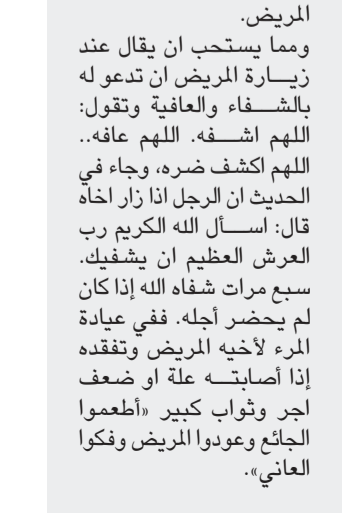 المريض.
ومما يستحب ان يقال عند
زيـــارة المريض ان تدعو له
بالشـــفاء والعافية وتقول:
اللهم اشـــفه. اللهم عافه..
اللهم اكشف ضره، وجاء في
الحديث ان الرجل اذا زار اخاه
قال: اســـأل الله الكريم رب
العرش العظيم ان يشفيك.
سبع مرات شفاه الله إذا كان
لم يحضر أجله. ففي عيادة
المرء لأخيه المريض وتفقده
إذا أصابتـــه علة او ضعف
اجر وثواب كبير «أطعموا
الجائع وعودوا المريض وفكوا
العاني».